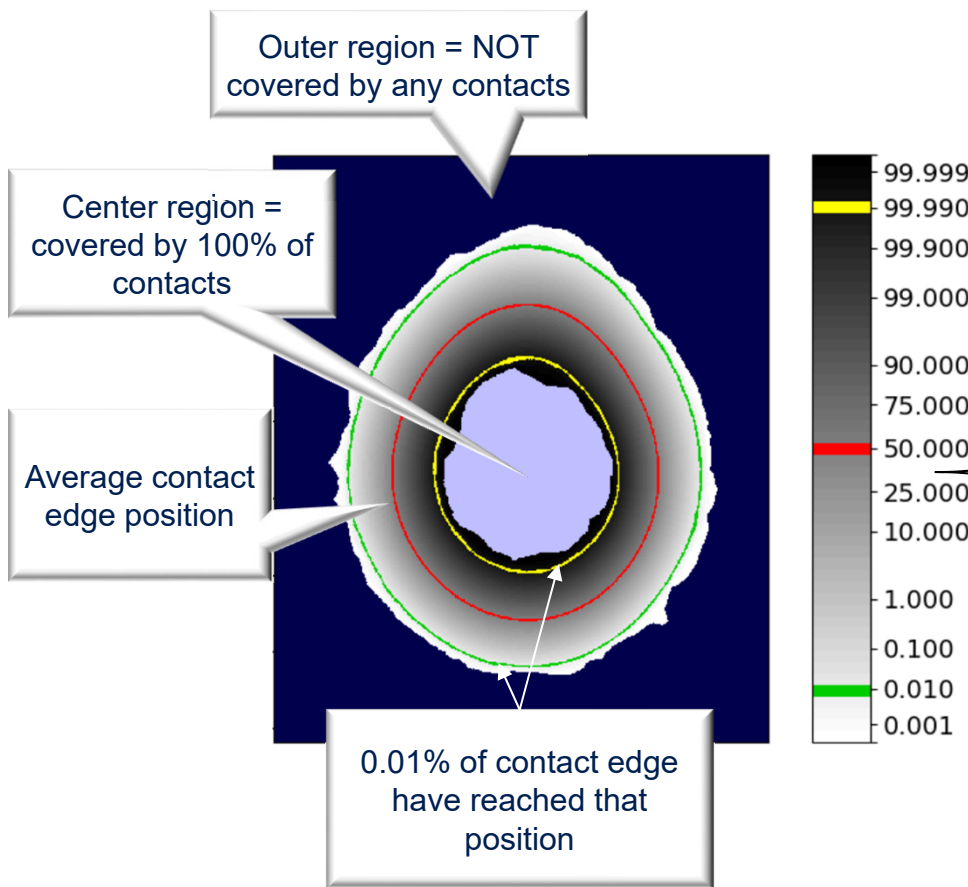 Outer region = NOT
covered by any contacts
Center region =
covered by 100% of
contacts
Average contact
edge position
0.01% of contact edge
have reached that
position
99.999
99.990
99.900
99.000
90.000
75.000
50.000
25.000
10.000
1.000
0.100
0.010
0.001